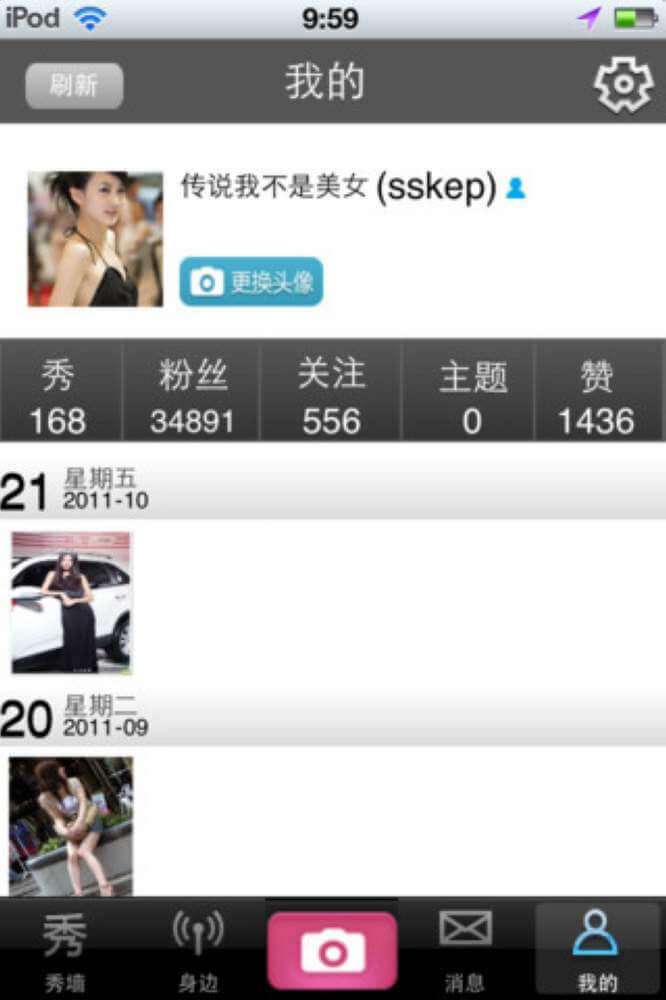 iPod 9:59
刷新 我的
传说我不是美女 (sskep)
更换头像
秀 粉丝 关注 主题 赞
168 34891 556 0 1436
21 星期五
2011-10
20 星期二
2011-09
秀
秀墙 身边 消息 我的